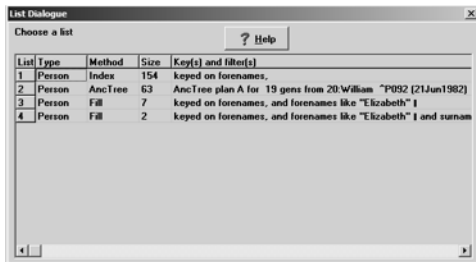 List Dialogue
Choose a list
? Help
List Type Method Size Key(s) and filter(s)
1 Person Index 154 keyed on forenames,
2 Person AncTree 63 AncTree plan A for 19 gens from 20:William ^P092 (21Jun1982)
3 Person Fill 7 keyed on forenames, and forenames like "Elizabeth" |
4 Person Fill 2 keyed on forenames, and forenames like "Elizabeth" | and surnam